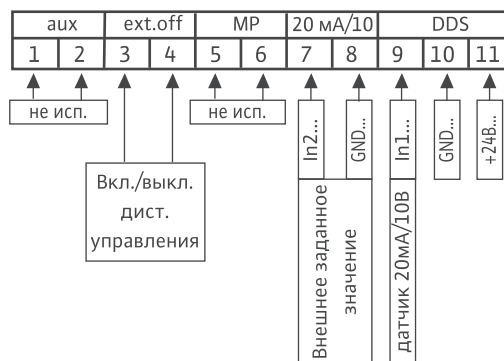 aux ext.off MP 20 мА/10 DDS
1 2 3 4 5 6 7 8 9 10 11
не исп. не исп.
In2... GND... In1... GND... +24В...
Вкл./выкл.
дист.
управления
Внешнее заданное
значение
датчик 20мА/10В